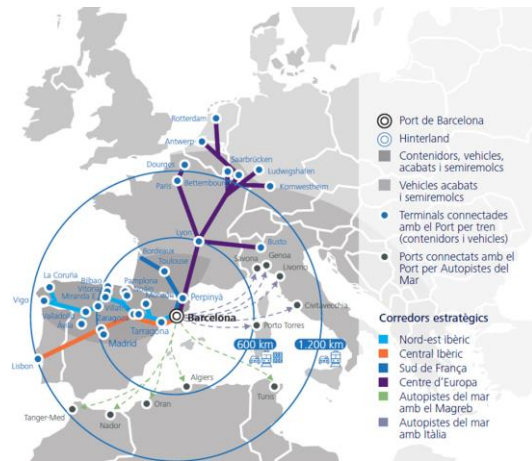 Rotterdam
Antwerp
Dourges
Saarbrücken
Ludwigshafen
Paris
Bettembourg
Kornwestheim
Lyon
Busto
Bordeaux
Toulouse
Savona
Genoa
Livorno
La Coruña
Bilbao
Vitoria
Pamplona
Miranda E.
Perpinyà
Vigo
Valladolid
Zaragoza
Barcelona
Civitavecchia
Tarragona
Porto Torres
Madrid
600 km
1.200 km
Lisbon
Algiers
Tunis
Oran
Tanger-Med
Nador
Port de Barcelona
Hinterland
Contenidors, vehicles,
acabats i semiremolcs
Vehicles acabats
i semiremolcs
Terminals connectades
amb el Port per tren
(contenidors i vehicles)
Ports connectats amb el
Port per Autopistes del
Mar
Corredors estratègics
Nord-est ibèric
Central Ibèric
Sud de França
Centre d'Europa
Autopistes del mar
amb el Magreb
Autopistes del mar
amb Itàlia